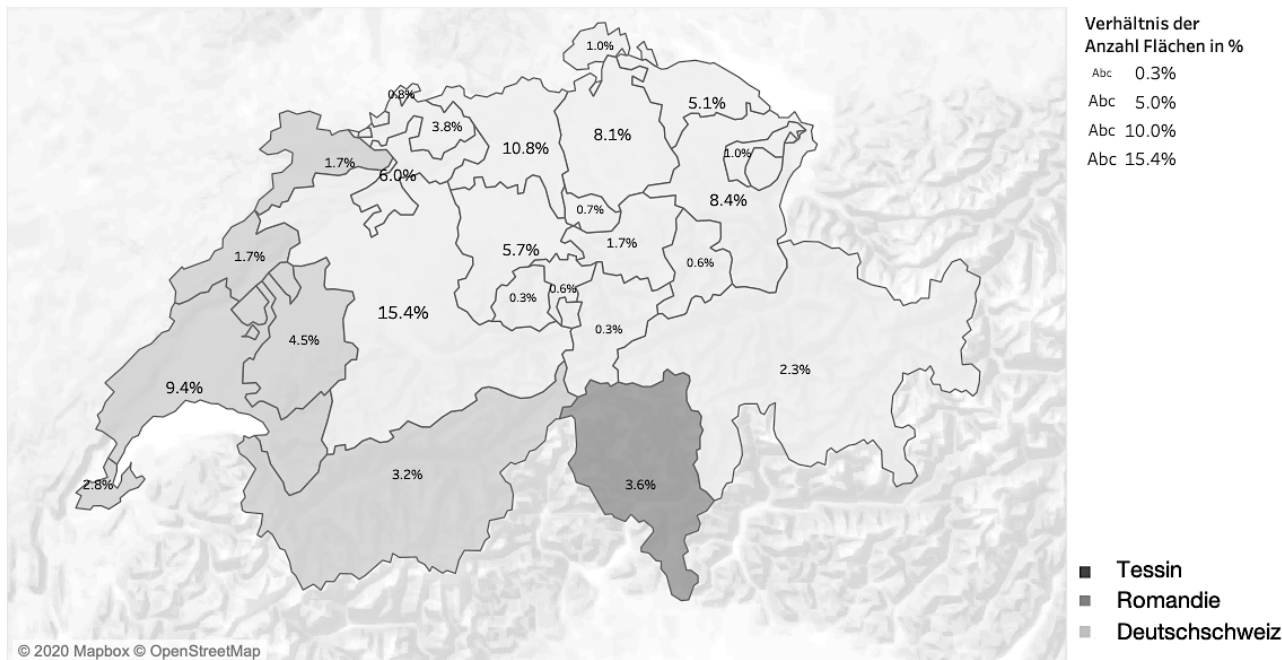 Verhältnis der
Anzahl Flächen in %
Abc 0.3%
Abc 5.0%
Abc 10.0%
Abc 15.4%
1.0%
0.8%
5.1%
3.8%
8.1%
10.8%
1.0%
1.7%
6.0%
8.4%
0.7%
1.7%
5.7%
1.7%
0.6%
0.6%
0.3%
15.4%
0.3%
4.5%
2.3%
9.4%
3.2%
2.8%
3.6%
Tessin
Romandie
Deutschschweiz
© 2020 Mapbox © OpenStreetMap